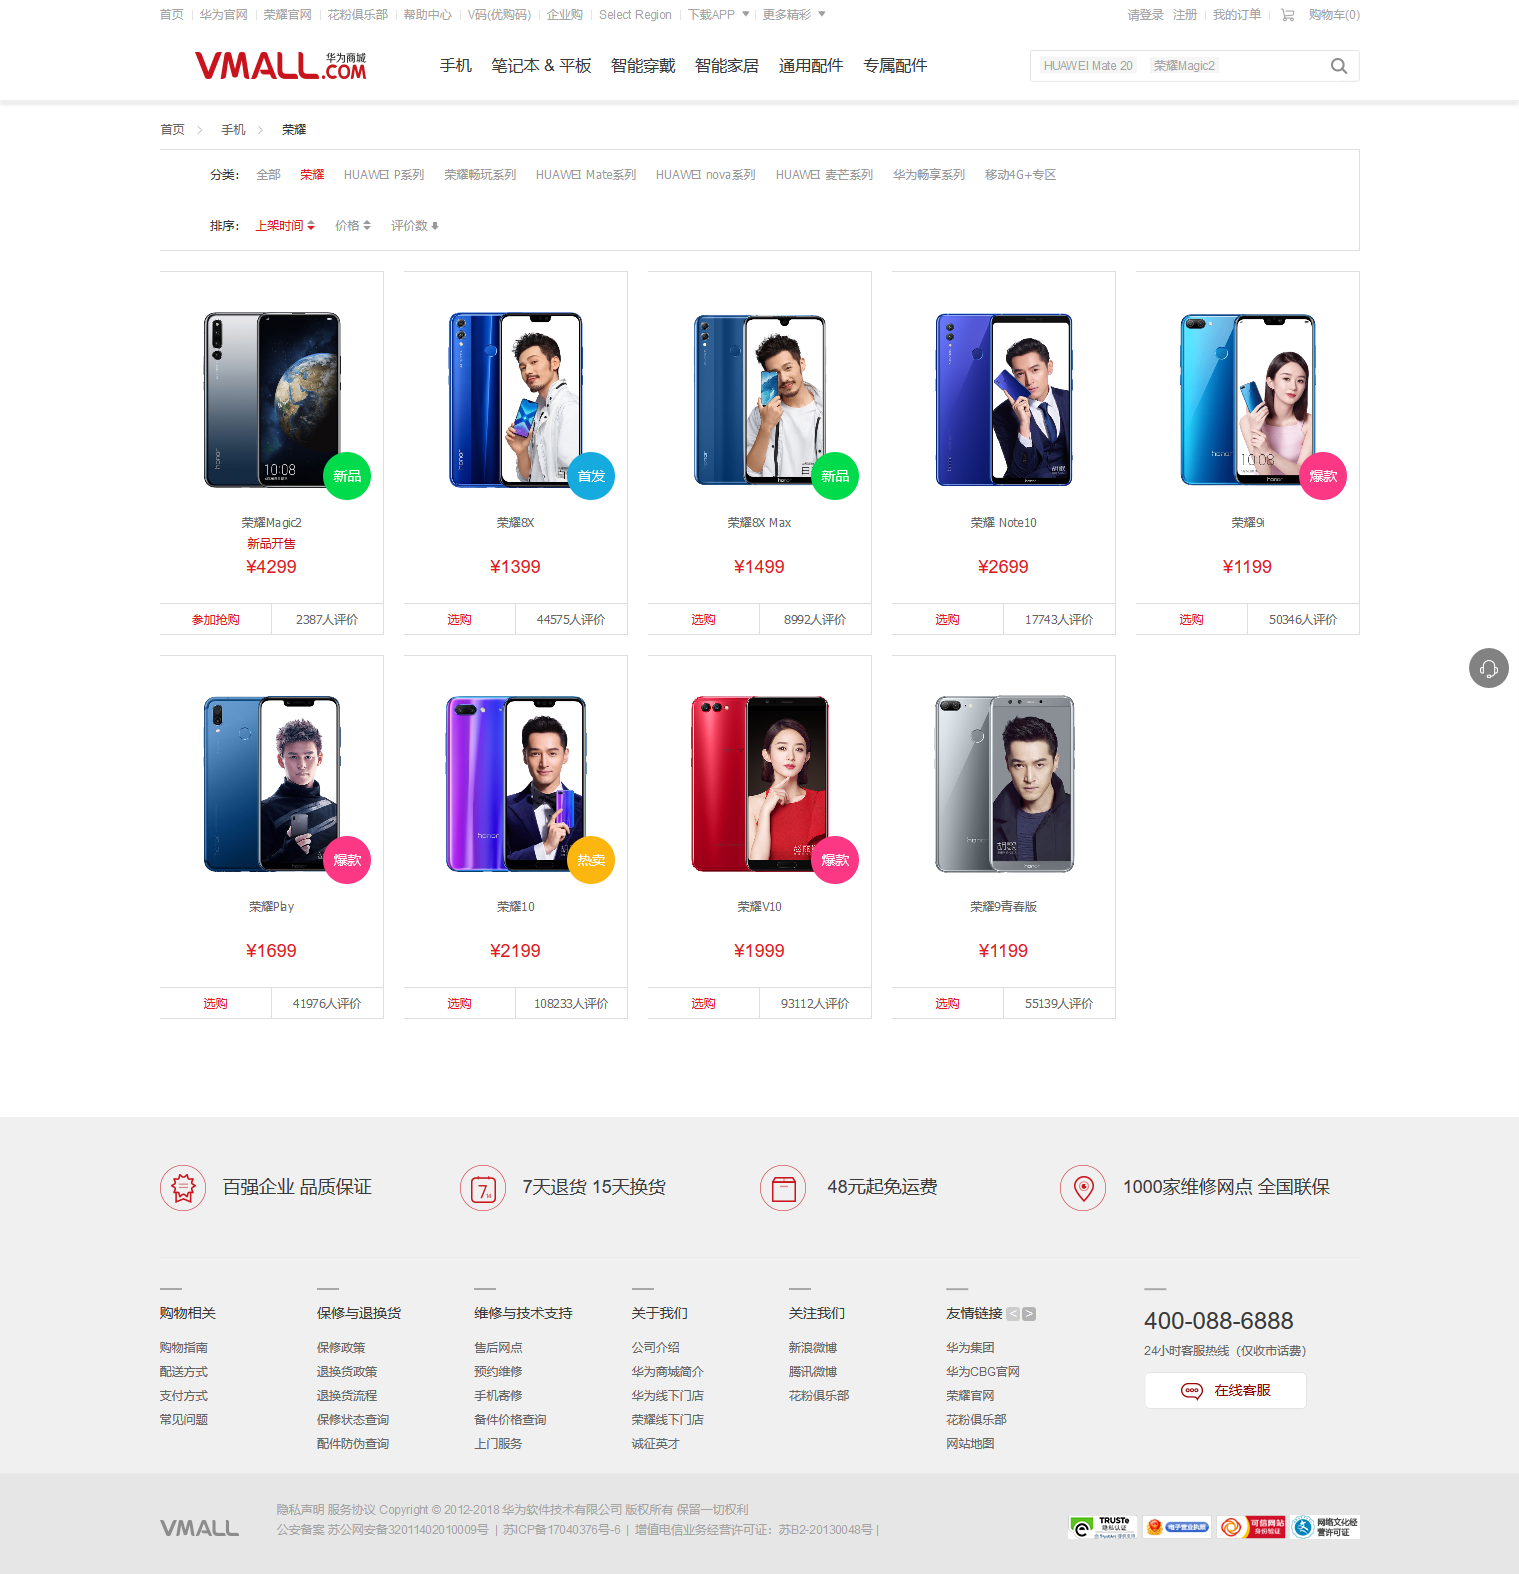 首页 华为官网 荣耀官网 花粉俱乐部 帮助中心 V码(优购码) 企业购 Select Region 下载APP 更多精彩 请登录 注册 我的订单 购物车(0)
VMALL.COM 华为商城
手机 笔记本 & 平板 智能穿戴 智能家居 通用配件 专属配件 HUAWEI Mate 20 荣耀Magic2
首页 手机 荣耀
分类: 全部 荣耀 HUAWEI P系列 荣耀畅玩系列 HUAWEI Mate系列 HUAWEI nova系列 HUAWEI 麦芒系列 华为畅享系列 移动4G+专区
排序: 上架时间 价格 评价数
honor 10:08 honor honor honor honor 10:08
新品 首发 新品 爆款
荣耀Magic2 荣耀8X 荣耀8X Max 荣耀 Note10 荣耀9i
新品开售
¥4299 ¥1399 ¥1499 ¥2699 ¥1199
参加抢购 2387人评价 选购 44575人评价 选购 8992人评价 选购 17743人评价 选购 50346人评价
honor honor honor honor
爆款 热卖 爆款
荣耀Play 荣耀10 荣耀V10 荣耀9青春版
¥1699 ¥2199 ¥1999 ¥1199
选购 41976人评价 选购 108233人评价 选购 93112人评价 选购 55139人评价
百强企业 品质保证 7天退货 15天换货 48元起免运费 1000家维修网点 全国联保
购物相关 保修与退换货 维修与技术支持 关于我们 关注我们 友情链接 < > 400-088-6888
购物指南 保修政策 售后网点 公司介绍 新浪微博 华为集团 24小时客服热线（仅收市话费）
配送方式 退换货政策 预约维修 华为商城简介 腾讯微博 华为CBG官网
支付方式 退换货流程 手机寄修 华为线下门店 花粉俱乐部 荣耀官网 在线客服
常见问题 保修状态查询 备件价格查询 荣耀线下门店 花粉俱乐部
配件防伪查询 上门服务 诚征英才 网站地图
隐私声明 服务协议 Copyright © 2012-2018 华为软件技术有限公司 版权所有 保留一切权利
VMALL 公安备案 苏公网安备32011402010009号 | 苏ICP备17040376号-6 | 增值电信业务经营许可证：苏B2-20130048号 |
TRUSTe 隐私认证 电子营业执照 可信网站 身份验证 网络文化经营许可证